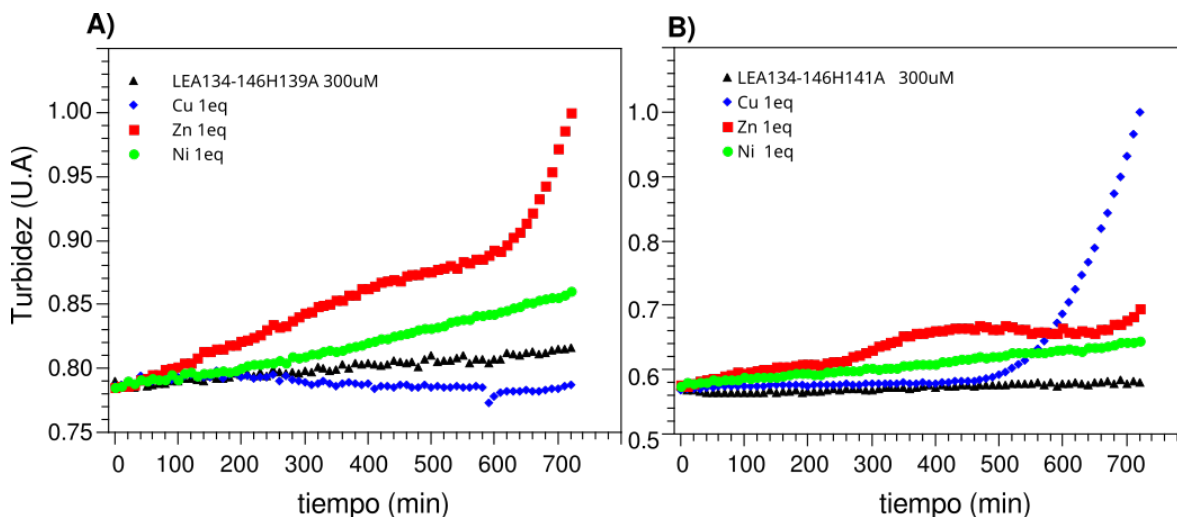 A)
LEA134-146H139A 300uM
Cu 1eq
Zn 1eq
Ni 1eq
1.00
0.95
0.90
0.85
0.80
0.75
Turbidez (U.A)
0 100 200 300 400 500 600 700
tiempo (min)
B)
LEA134-146H141A 300uM
Cu 1eq
Zn 1eq
Ni 1eq
1.0
0.9
0.8
0.7
0.6
0.5
0 100 200 300 400 500 600 700
tiempo (min)